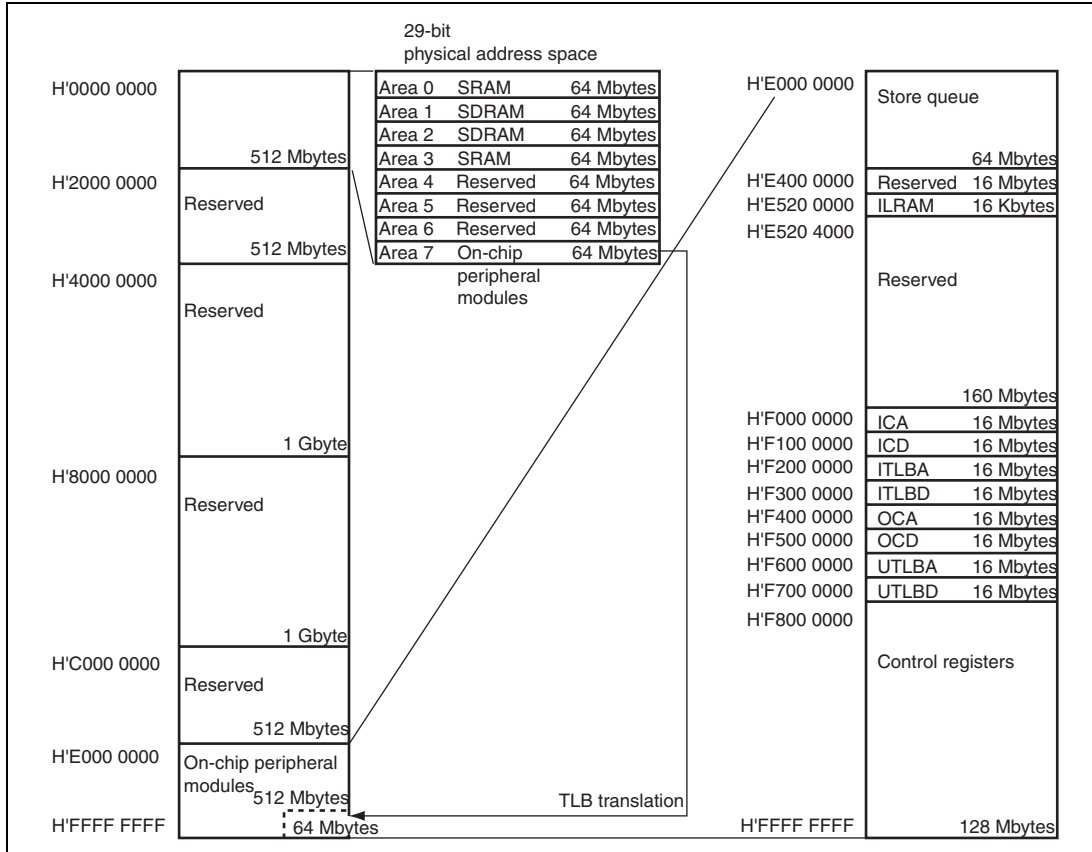 29-bit
physical address space
H'0000 0000
512 Mbytes
H'2000 0000
Reserved
512 Mbytes
H'4000 0000
Reserved
1 Gbyte
H'8000 0000
Reserved
1 Gbyte
H'C000 0000
Reserved
512 Mbytes
H'E000 0000
On-chip peripheral
modules
512 Mbytes
64 Mbytes
H'FFFF FFFF
Area 0 SRAM 64 Mbytes
Area 1 SDRAM 64 Mbytes
Area 2 SDRAM 64 Mbytes
Area 3 SRAM 64 Mbytes
Area 4 Reserved 64 Mbytes
Area 5 Reserved 64 Mbytes
Area 6 Reserved 64 Mbytes
Area 7 On-chip 64 Mbytes
peripheral
modules
TLB translation
H'E000 0000
Store queue
64 Mbytes
H'E400 0000 Reserved 16 Mbytes
H'E520 0000 ILRAM 16 Kbytes
H'E520 4000
Reserved
160 Mbytes
H'F000 0000 ICA 16 Mbytes
H'F100 0000 ICD 16 Mbytes
H'F200 0000 ITLBA 16 Mbytes
H'F300 0000 ITLBD 16 Mbytes
H'F400 0000 OCA 16 Mbytes
H'F500 0000 OCD 16 Mbytes
H'F600 0000 UTLBA 16 Mbytes
H'F700 0000 UTLBD 16 Mbytes
H'F800 0000
Control registers
H'FFFF FFFF 128 Mbytes